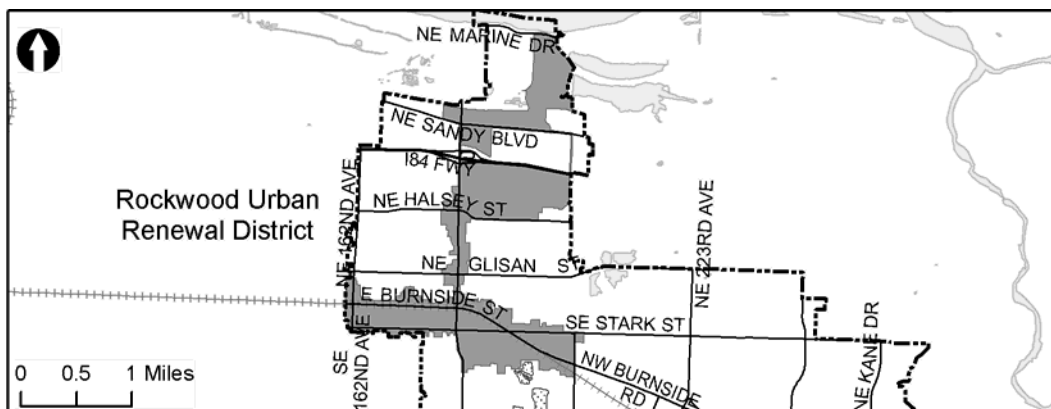 NE MARINE DR
NE SANDY BLVD
I84 FWY
Rockwood Urban
Renewal District
NE 162ND AVE
NE HALSEY ST
NE 223RD AVE
NE GLISAN ST
E BURNSIDE ST
SE STARK ST
SE
162ND AVE
NW BURNSIDE
RD
NE KANE DR
0 0.5 1 Miles